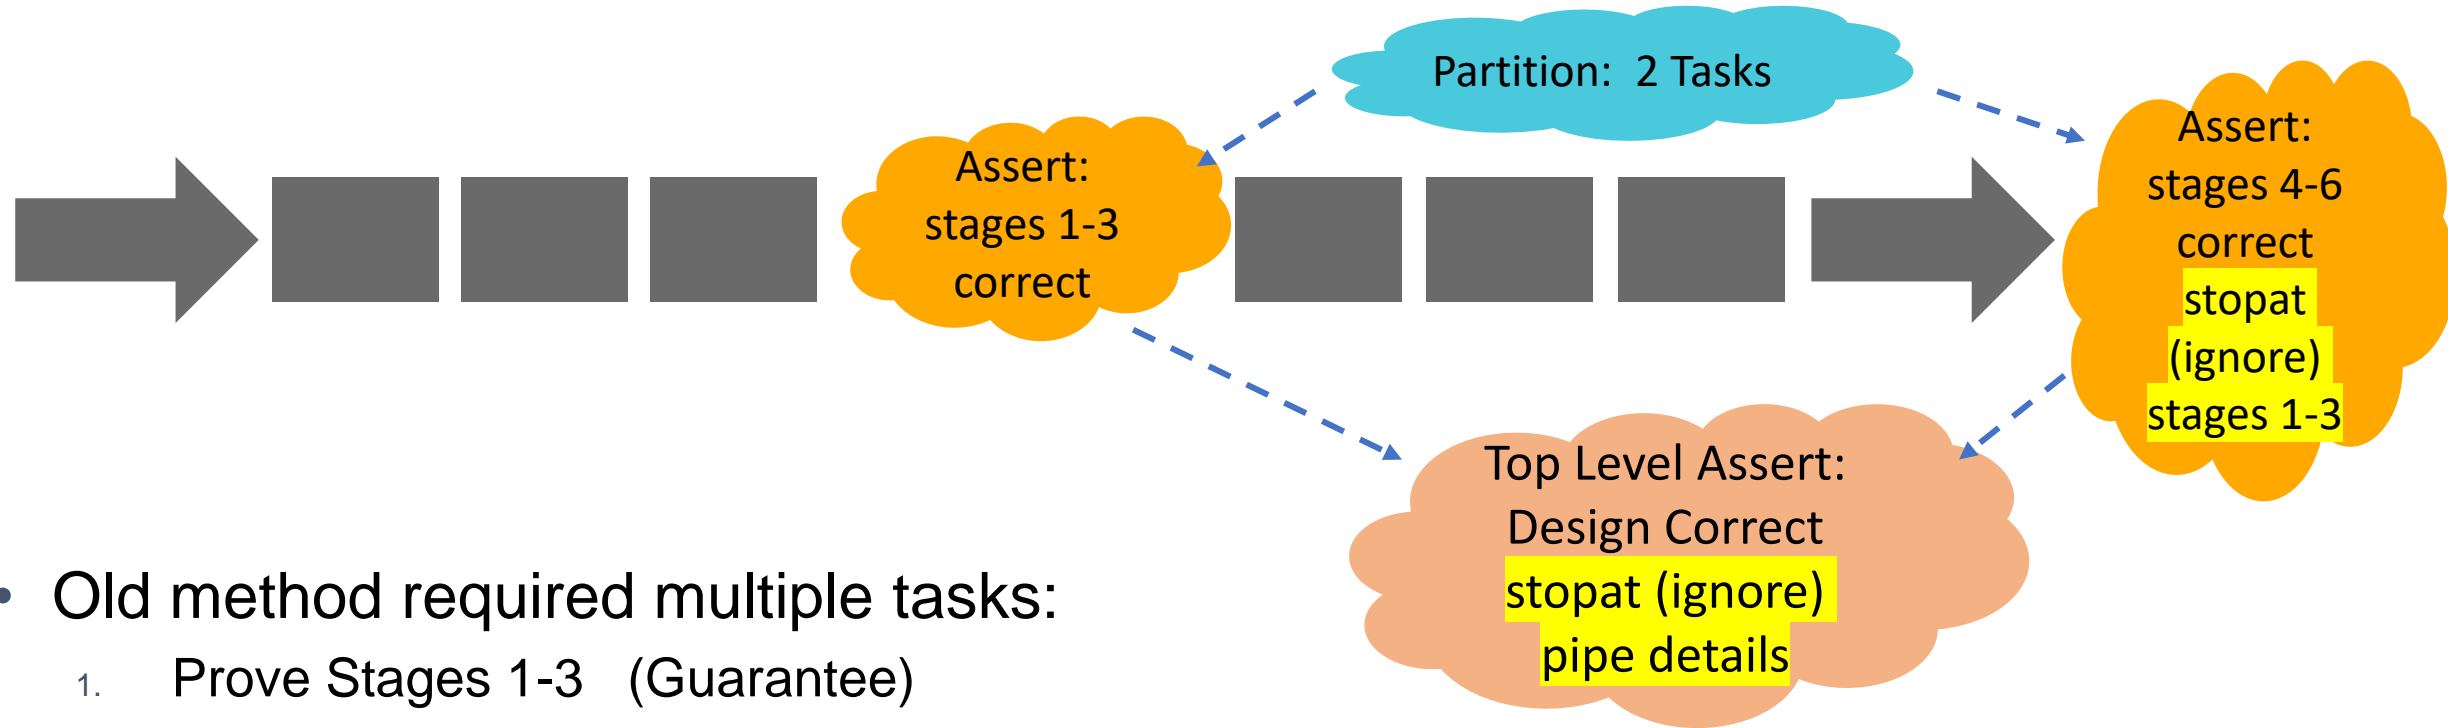 Partition: 2 Tasks
Assert:
stages 1-3
correct
Assert:
stages 4-6
correct
stopat
(ignore)
stages 1-3
Top Level Assert:
Design Correct
stopat (ignore)
pipe details
• Old method required multiple tasks:
1. Prove Stages 1-3 (Guarantee)